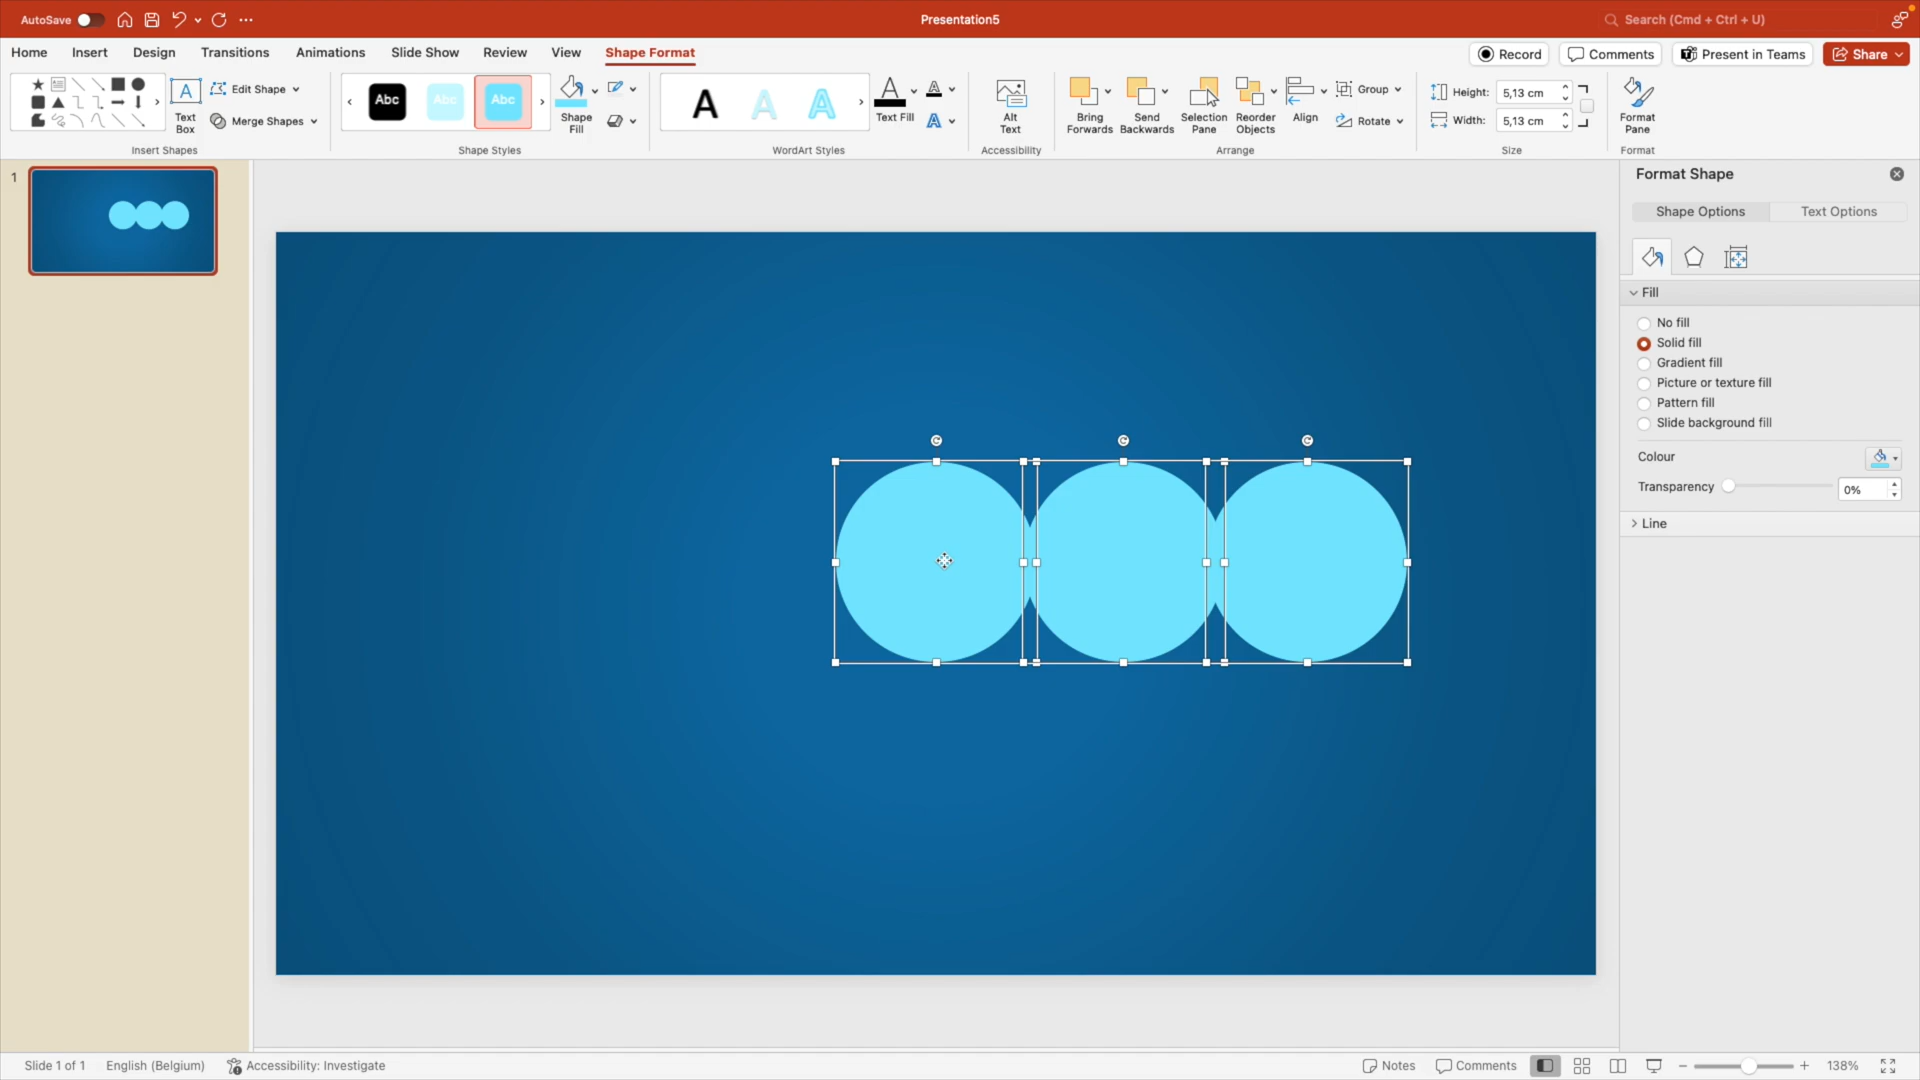 AutoSave
Presentation5
Search (Cmd + Ctrl + U)
Home Insert Design Transitions Animations Slide Show Review View Shape Format
Record Comments Present in Teams Share
Text Box
Edit Shape
Merge Shapes
Insert Shapes
Abc Abc Abc
Shape Fill
Shape Styles
A A A
Text Fill
WordArt Styles
Alt Text
Accessibility
Bring Forwards
Send Backwards
Selection Pane
Reorder Objects
Align
Group
Rotate
Arrange
Height: 5,13 cm
Width: 5,13 cm
Size
Format Pane
Format
1
Format Shape
Shape Options Text Options
Fill
No fill
Solid fill
Gradient fill
Picture or texture fill
Pattern fill
Slide background fill
Colour
Transparency 0%
Line
Slide 1 of 1 English (Belgium) Accessibility: Investigate
Notes Comments 138%